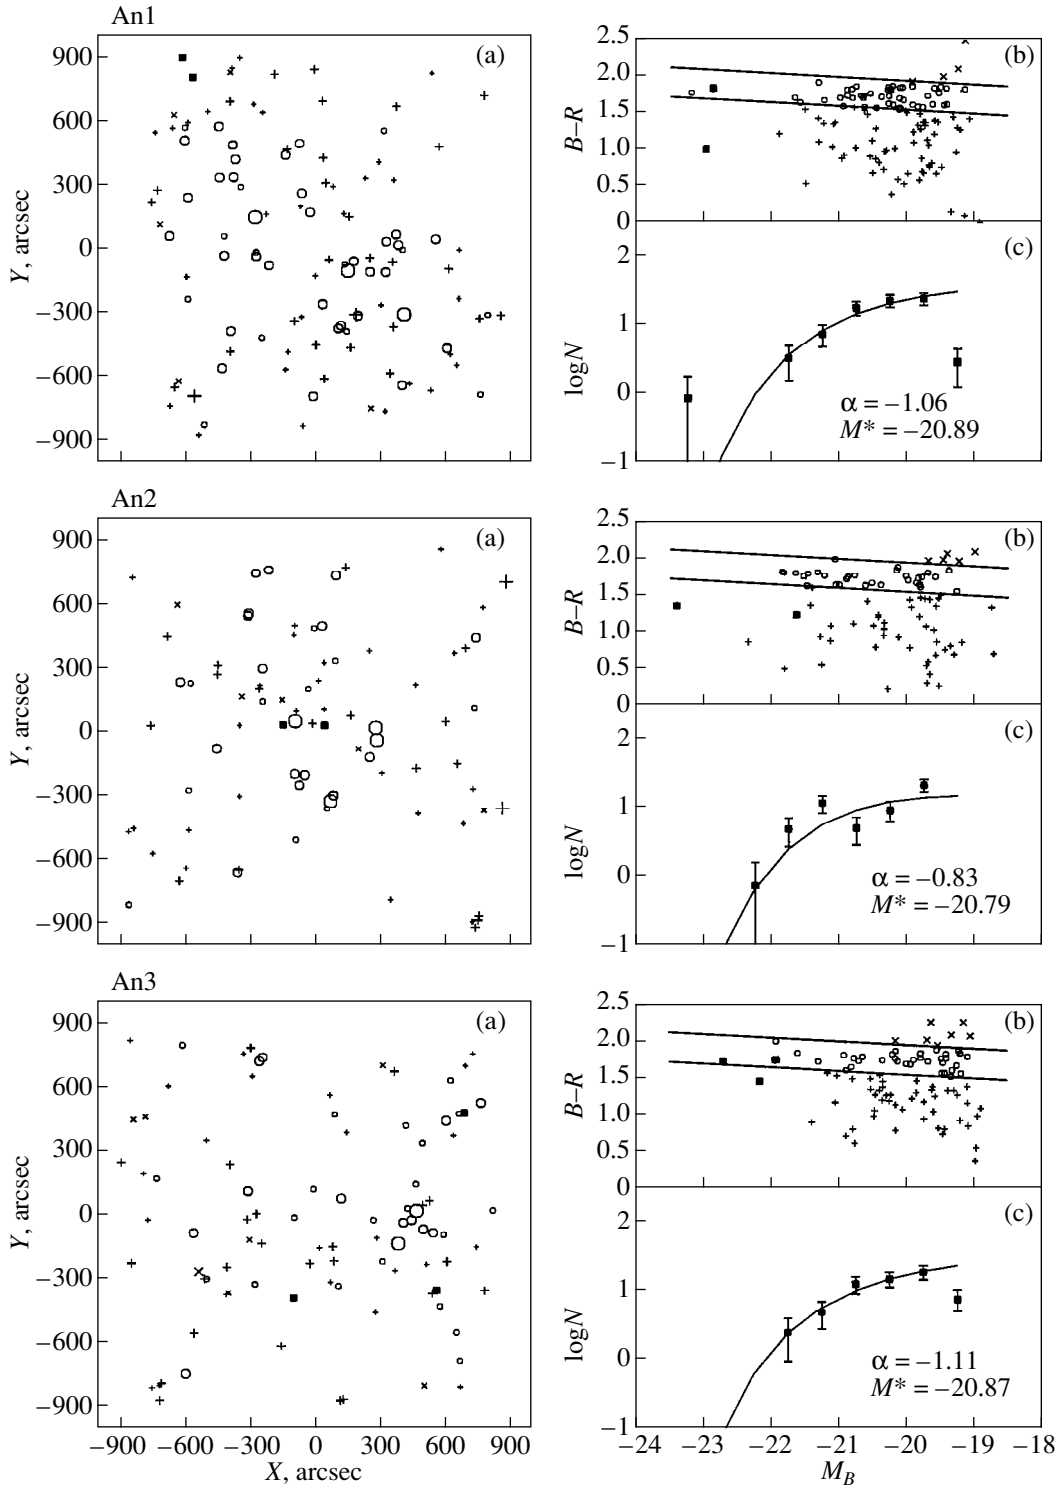 An1
(a)
900
600
300
0
−300
−600
−900
Y, arcsec
(b)
2.5
2.0
1.5
1.0
0.5
0
B–R
(c)
2
1
0
−1
logN
α = −1.06
M* = −20.89
An2
(a)
900
600
300
0
−300
−600
−900
Y, arcsec
(b)
2.5
2.0
1.5
1.0
0.5
0
B–R
(c)
2
1
0
−1
logN
α = −0.83
M* = −20.79
An3
(a)
900
600
300
0
−300
−600
−900
Y, arcsec
−900 −600 −300 0 300 600 900
X, arcsec
(b)
2.5
2.0
1.5
1.0
0.5
0
B–R
(c)
2
1
0
−1
logN
α = −1.11
M* = −20.87
−24 −23 −22 −21 −20 −19 −18
M_B